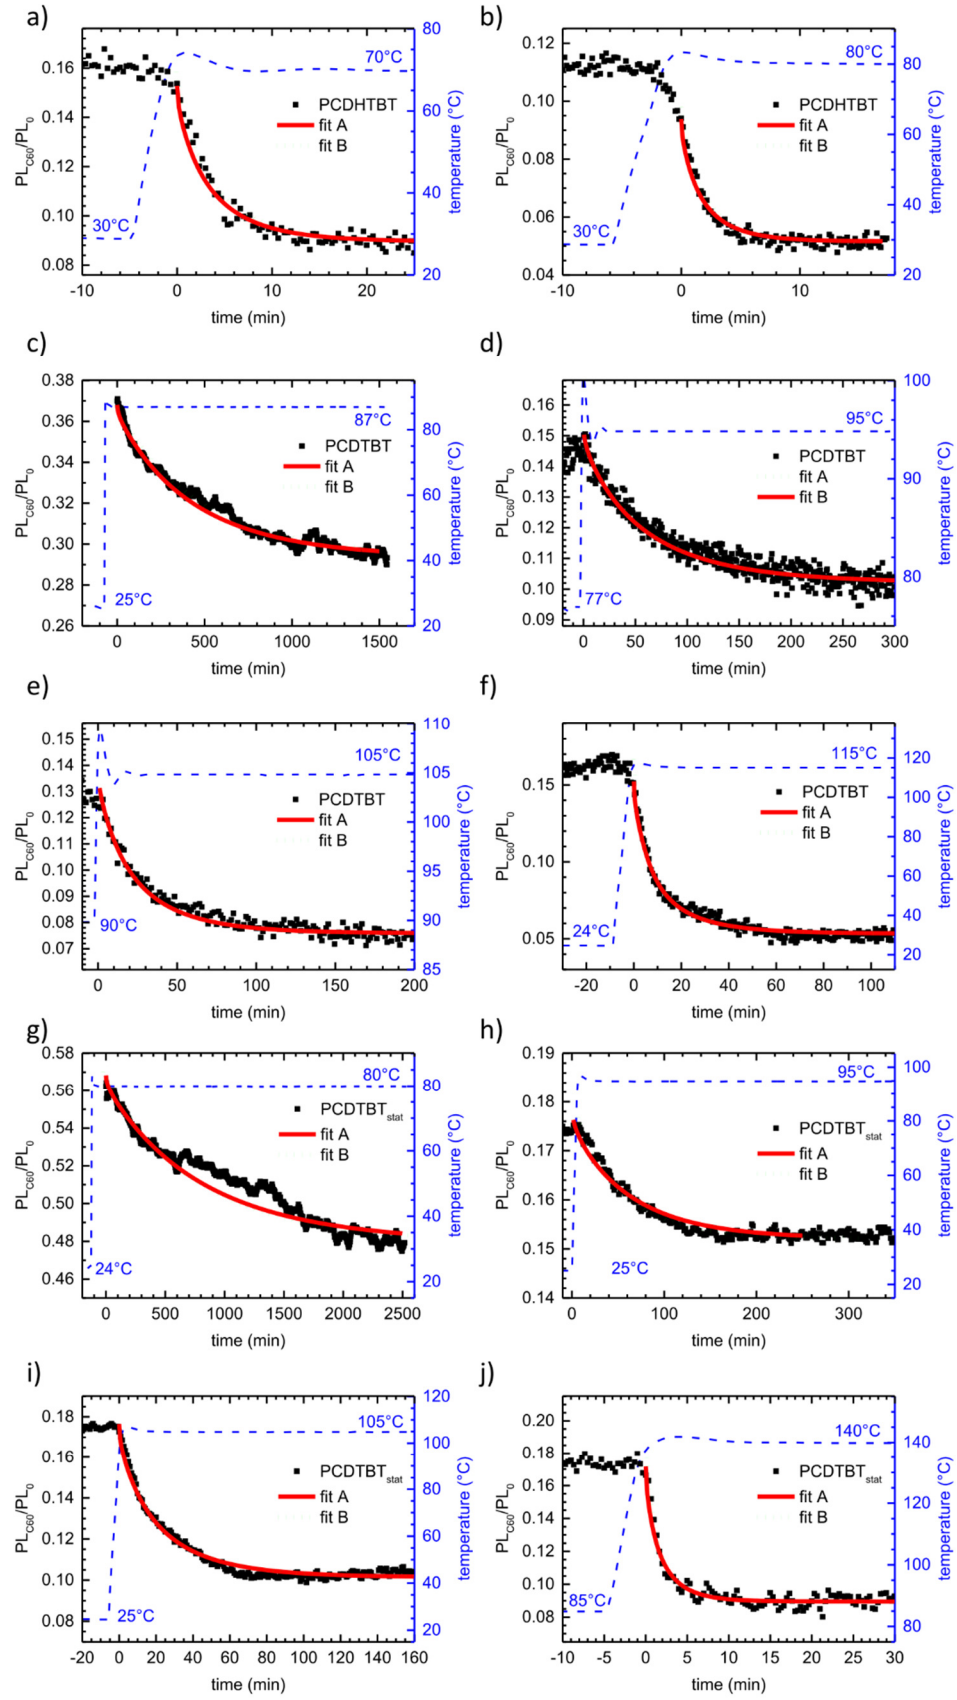 a)
PL_C60/PL_0
0.16
0.14
0.12
0.10
0.08
-10 0 10 20
time (min)
80
60
40
20
temperature (°C)
70°C
30°C
PCDHTBT
fit A
fit B
b)
PL_C60/PL_0
0.12
0.10
0.08
0.06
0.04
-10 0 10
time (min)
80
60
40
20
temperature (°C)
80°C
30°C
PCDHTBT
fit A
fit B
c)
PL_C60/PL_0
0.38
0.36
0.34
0.32
0.30
0.28
0.26
0 500 1000 1500
time (min)
80
60
40
20
temperature (°C)
87°C
25°C
PCDTBT
fit A
fit B
d)
PL_C60/PL_0
0.16
0.15
0.14
0.13
0.12
0.11
0.10
0.09
0 50 100 150 200 250 300
time (min)
100
90
80
temperature (°C)
95°C
77°C
PCDTBT
fit A
fit B
e)
PL_C60/PL_0
0.15
0.14
0.13
0.12
0.11
0.10
0.09
0.08
0.07
0 50 100 150 200
time (min)
110
105
100
95
90
85
temperature (°C)
105°C
90°C
PCDTBT
fit A
fit B
f)
PL_C60/PL_0
0.15
0.10
0.05
-20 0 20 40 60 80 100
time (min)
120
100
80
60
40
20
temperature (°C)
115°C
24°C
PCDTBT
fit A
fit B
g)
PL_C60/PL_0
0.58
0.56
0.54
0.52
0.50
0.48
0.46
0 500 1000 1500 2000 2500
time (min)
80
60
40
20
temperature (°C)
80°C
24°C
PCDTBT_stat
fit A
fit B
h)
PL_C60/PL_0
0.19
0.18
0.17
0.16
0.15
0.14
0 100 200 300
time (min)
100
80
60
40
20
temperature (°C)
95°C
25°C
PCDTBT_stat
fit A
fit B
i)
PL_C60/PL_0
0.18
0.16
0.14
0.12
0.10
0.08
-20 0 20 40 60 80 100 120 140 160
time (min)
120
100
80
60
40
20
temperature (°C)
105°C
25°C
PCDTBT_stat
fit A
fit B
j)
PL_C60/PL_0
0.20
0.18
0.16
0.14
0.12
0.10
0.08
-10 -5 0 5 10 15 20 25 30
time (min)
140
120
100
80
temperature (°C)
140°C
85°C
PCDTBT_stat
fit A
fit B